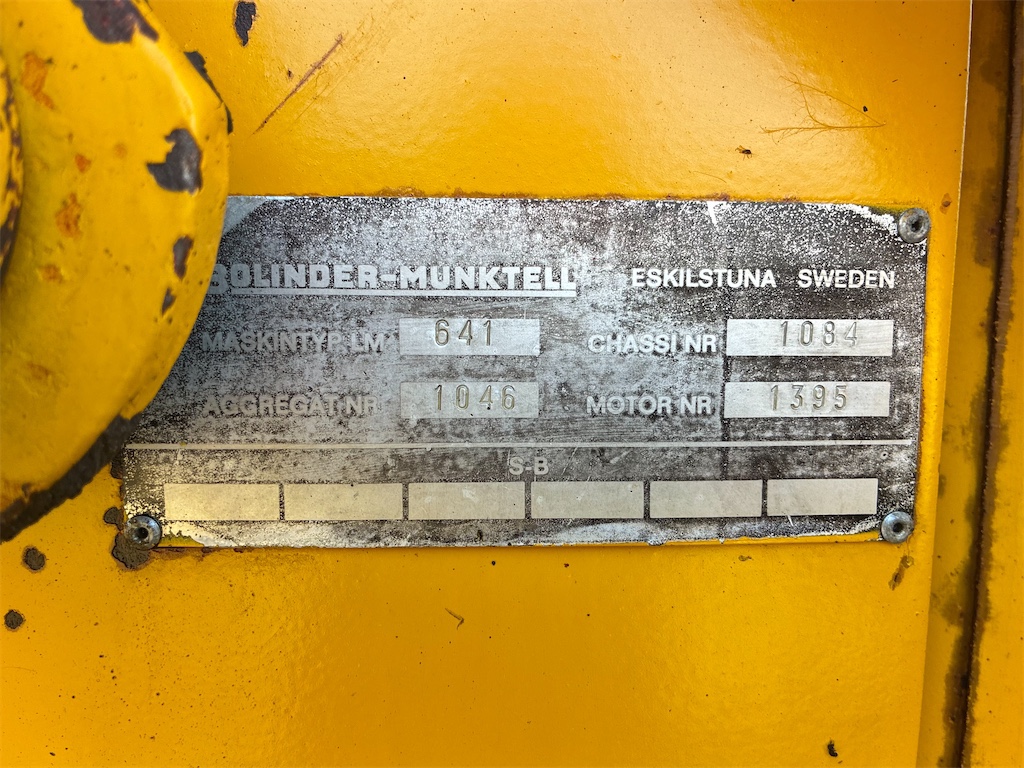 BOLINDER-MUNKTELL ESKILSTUNA SWEDEN
MASKINTYP LM 641 CHASSI NR 1084
AGGREGAT NR 1046 MOTOR NR 1395
S-B